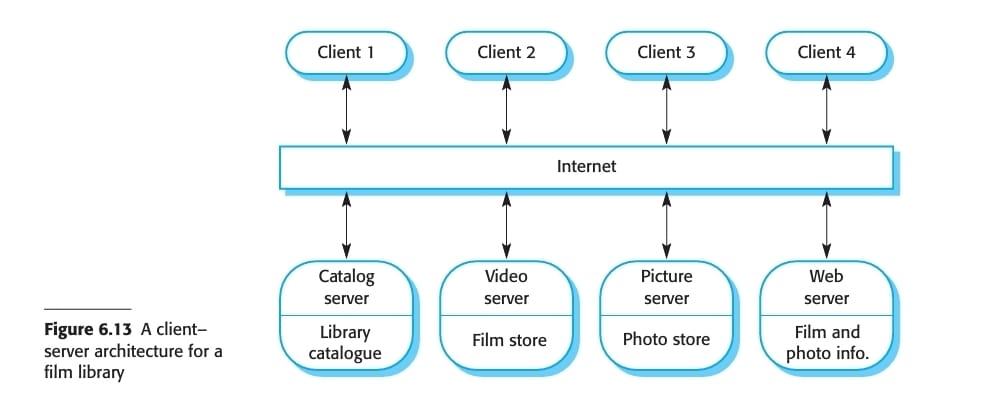 Client 1
Client 2
Client 3
Client 4
Internet
Catalog
server
Library
catalogue
Video
server
Film store
Picture
server
Photo store
Web
server
Film and
photo info.
Figure 6.13 A client–
server architecture for a
film library